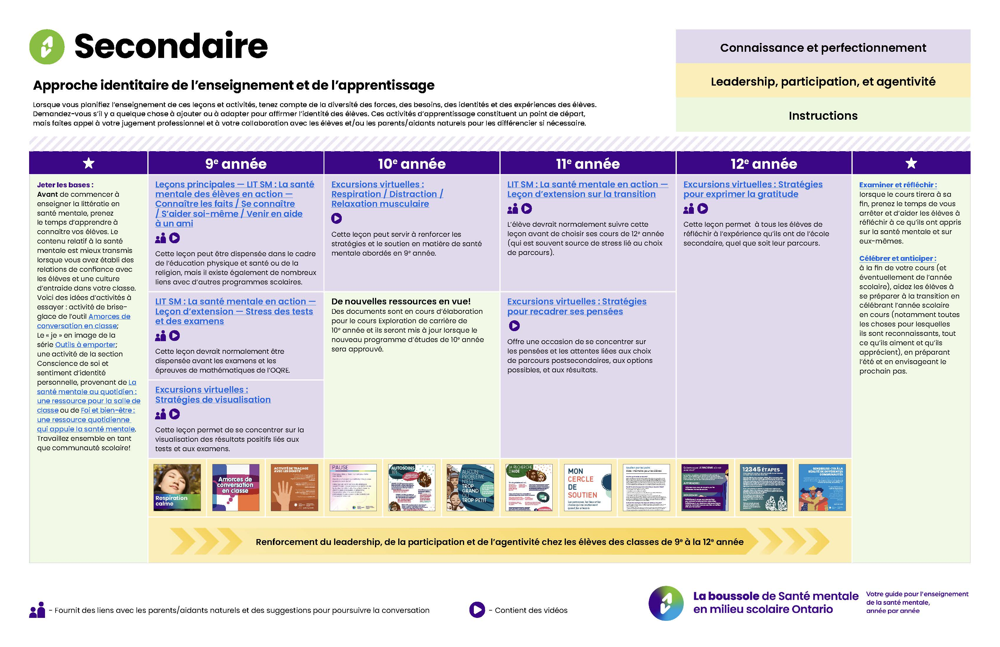 Secondaire
Connaissance et perfectionnement
Leadership, participation, et agentivité
Instructions
Approche identitaire de l'enseignement et de l'apprentissage
Lorsque vous planifiez l'enseignement de ces leçons et activités, tenez compte de la diversité des forces, des besoins, des identités et des expériences des élèves.
Demandez-vous s'il y a quelque chose à ajouter ou à adapter pour affirmer l'identité des élèves. Ces activités d'apprentissage constituent un point de départ,
mais faites appel à votre jugement professionnel et à votre collaboration avec les élèves et/ou les parents/aidants naturels pour les différencier si nécessaire.
9e année
10e année
11e année
12e année
Jeter les bases :
Avant de commencer à
enseigner la littératie en
santé mentale, prenez
le temps d'apprendre à
connaître vos élèves. Le
contenu relatif à la santé
mentale est mieux transmis
lorsque vous avez établi des
relations de confiance avec
les élèves et une culture
d'entraide dans votre classe.
Voici des idées d'activités à
essayer : activité de brise-
glace de l'outil Amorces de
conversation en classe;
Le « je » en image de la
série Outils à emporter;
une activité de la section
Conscience de soi et
sentiment d'identité
personnelle, provenant de La
santé mentale au quotidien :
une ressource pour la salle de
classe ou de Foi et bien-être :
une ressource quotidienne
qui appuie la santé mentale.
Travaillez ensemble en tant
que communauté scolaire!
Leçons principales — LIT SM : La santé
mentale des élèves en action —
Connaître les faits / Se connaître
/ S'aider soi-même / Venir en aide
à un ami
Cette leçon peut être dispensée dans le cadre
de l'éducation physique et santé ou de la
religion, mais il existe également de nombreux
liens avec d'autres programmes scolaires.
LIT SM : La santé mentale en action —
Leçon d'extension — Stress des tests
et des examens
Cette leçon devrait normalement être
dispensée avant les examens et les
épreuves de mathématiques de l'OQRE.
Excursions virtuelles :
Stratégies de visualisation
Cette leçon permet de se concentrer sur la
visualisation des résultats positifs liés aux
tests et aux examens.
Excursions virtuelles :
Respiration / Distraction /
Relaxation musculaire
Cette leçon peut servir à renforcer les
stratégies et le soutien en matière de santé
mentale abordés en 9e année.
De nouvelles ressources en vue!
Des documents sont en cours d'élaboration
pour le cours Exploration de carrière de
10e année et ils seront mis à jour lorsque le
nouveau programme d'études de 10e année
sera approuvé.
LIT SM : La santé mentale en action —
Leçon d'extension sur la transition
L'élève devrait normalement suivre cette
leçon avant de choisir ses cours de 12e année
(qui est souvent source de stress lié au choix
de parcours).
Excursions virtuelles : Stratégies
pour recadrer ses pensées
Offre une occasion de se concentrer sur
les pensées et les attentes liées aux choix
de parcours postsecondaires, aux options
possibles, et aux résultats.
Excursions virtuelles : Stratégies
pour exprimer la gratitude
Cette leçon permet à tous les élèves de
réfléchir à l'expérience qu'ils ont de l'école
secondaire, quel que soit leur parcours.
Examiner et réfléchir :
lorsque le cours tirera à sa
fin, prenez le temps de vous
arrêter et d'aider les élèves à
réfléchir à ce qu'ils ont appris
sur la santé mentale et sur
eux-mêmes.
Célébrer et anticiper :
à la fin de votre cours (et
éventuellement de l'année
scolaire), aidez les élèves à
se préparer à la transition en
célébrant l'année scolaire
en cours (notamment toutes
les choses pour lesquelles
ils sont reconnaissants, tout
ce qu'ils aiment et qu'ils
apprécient), en préparant
l'été et en envisageant le
prochain pas.
Respiration
calme
Amorces de
conversation
en classe
ACTIVITÉ DE TRAÇAGE
AVEC LES DOIGTS
PAUSE
AUTOSOINS
101
AUCUN
PROBLÈME
N'EST
TROP
GRAND
OU
TROP PETIT
LA RECHERCHE
D'AIDE
MON
CERCLE
DE
SOUTIEN
Les personnes, les lieux et les
choses qui me soutiennent
quand j'en ai besoin
Soutien par les pairs
Aide-mémoire pour les élèves
Qu'est-ce que LE RACISME a à voir
avec moi?
APPRENDRE:
RÉFLÉCHIR:
12345 ÉTAPES
SENSIBILISE-TOI À LA
RÉALITÉ DE DIFFÉRENTES
COMMUNAUTÉS
Renforcement du leadership, de la participation et de l'agentivité chez les élèves des classes de 9e à la 12e année
- Fournit des liens avec les parents/aidants naturels et des suggestions pour poursuivre la conversation
- Contient des vidéos
La boussole de Santé mentale
en milieu scolaire Ontario
Votre guide pour l'enseignement
de la santé mentale,
année par année